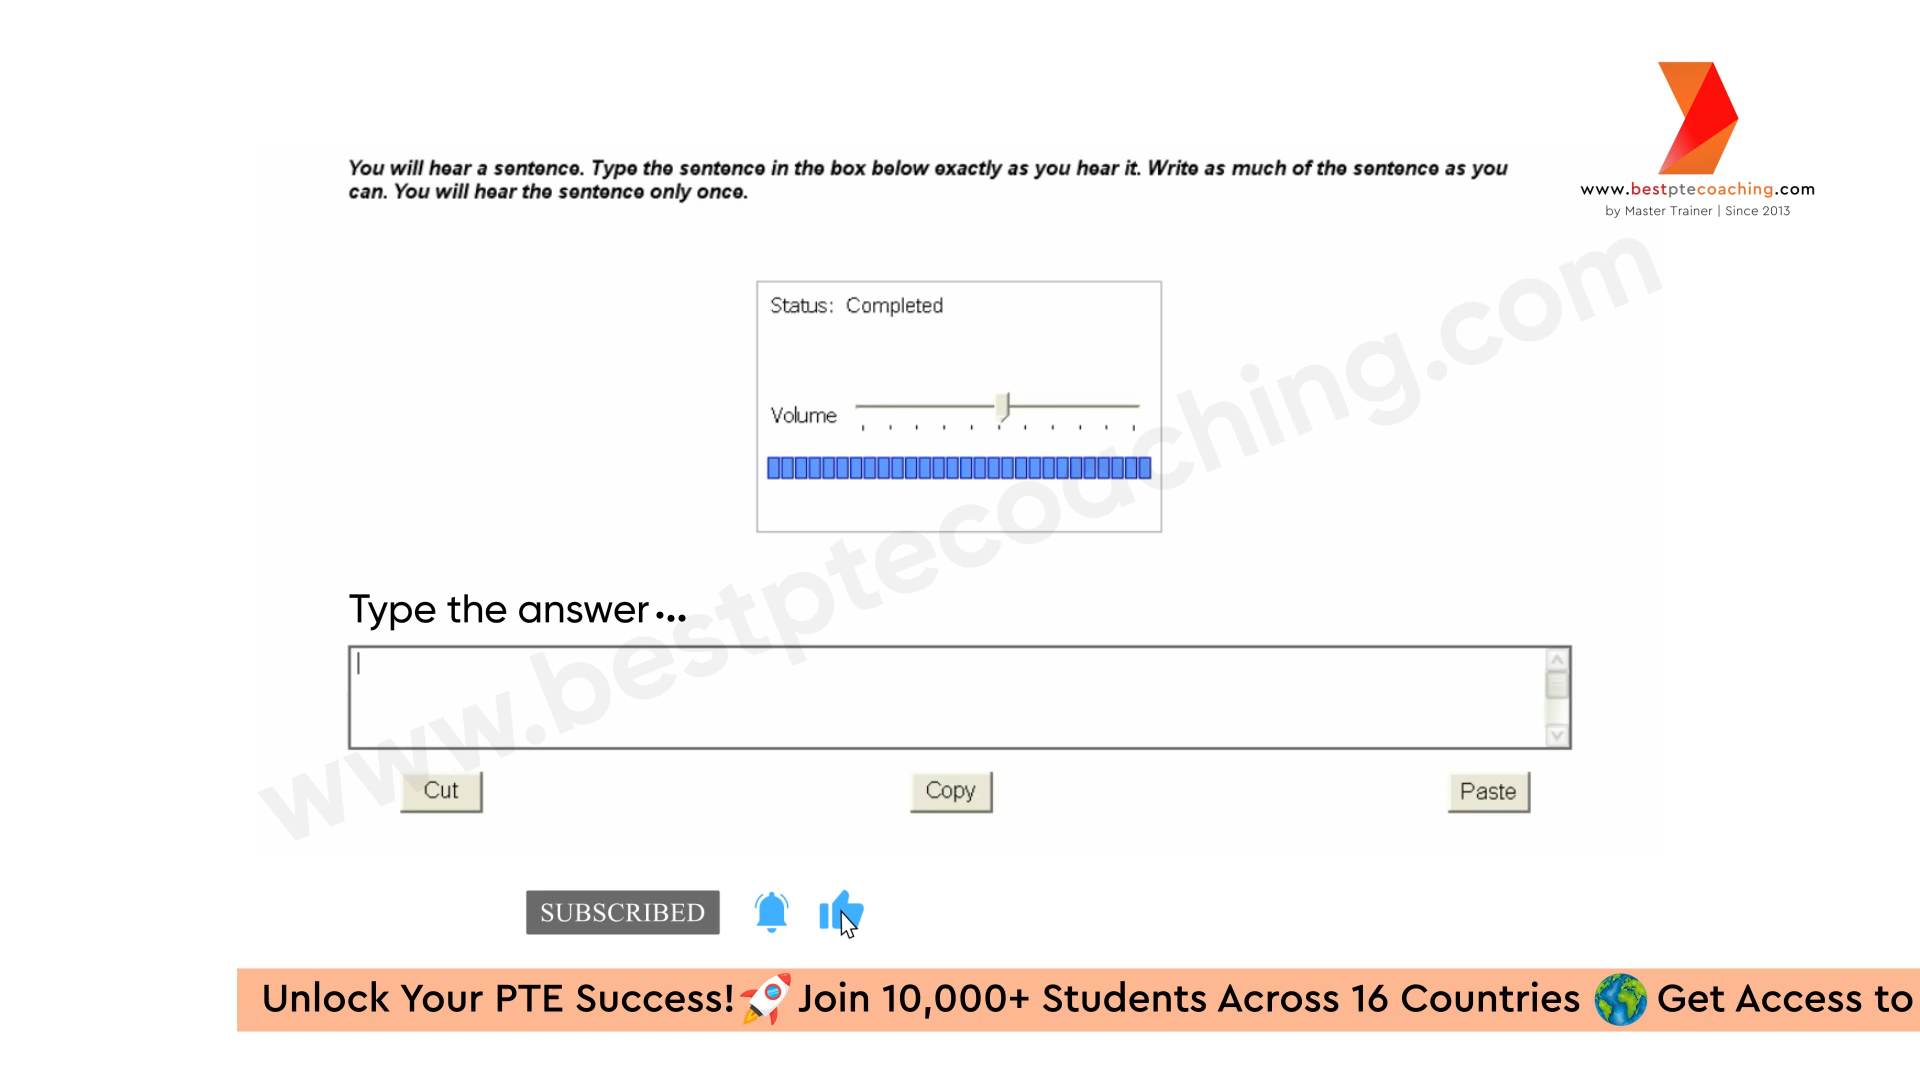 You will hear a sentence. Type the sentence in the box below exactly as you hear it. Write as much of the sentence as you
can. You will hear the sentence only once.
www.bestptecoaching.com
by Master Trainer | Since 2013
Status: Completed
Volume
www.bestptecoaching.com
Type the answer...
Cut
Copy
Paste
SUBSCRIBED
Unlock Your PTE Success!🚀Join 10,000+ Students Across 16 Countries 🌍 Get Access to